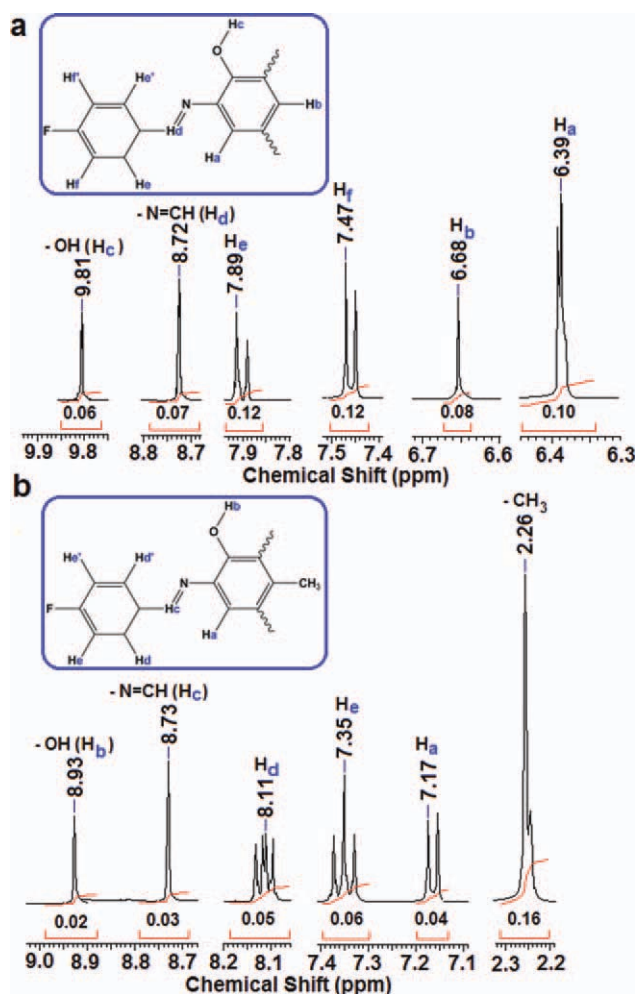 a
Hc
O
Hf'
He'
N
Hb
F
Hd
Ha
Hf
He
- OH (Hc)
- N=CH (Hd)
He
Hf
Hb
Ha
9.81
8.72
7.89
7.47
6.68
6.39
0.06
0.07
0.12
0.12
0.08
0.10
9.9 9.8 8.8 8.7 7.9 7.8 7.5 7.4 6.7 6.6 6.4 6.3
Chemical Shift (ppm)
b
Hb
O
He'
Hd'
N
CH3
F
Hc
Ha
He
Hd
- OH (Hb)
- N=CH (Hc)
Hd
He
Ha
- CH3
8.93
8.73
8.11
7.35
7.17
2.26
0.02
0.03
0.05
0.06
0.04
0.16
9.0 8.9 8.8 8.7 8.2 8.1 7.4 7.3 7.2 7.1 2.3 2.2
Chemical Shift (ppm)